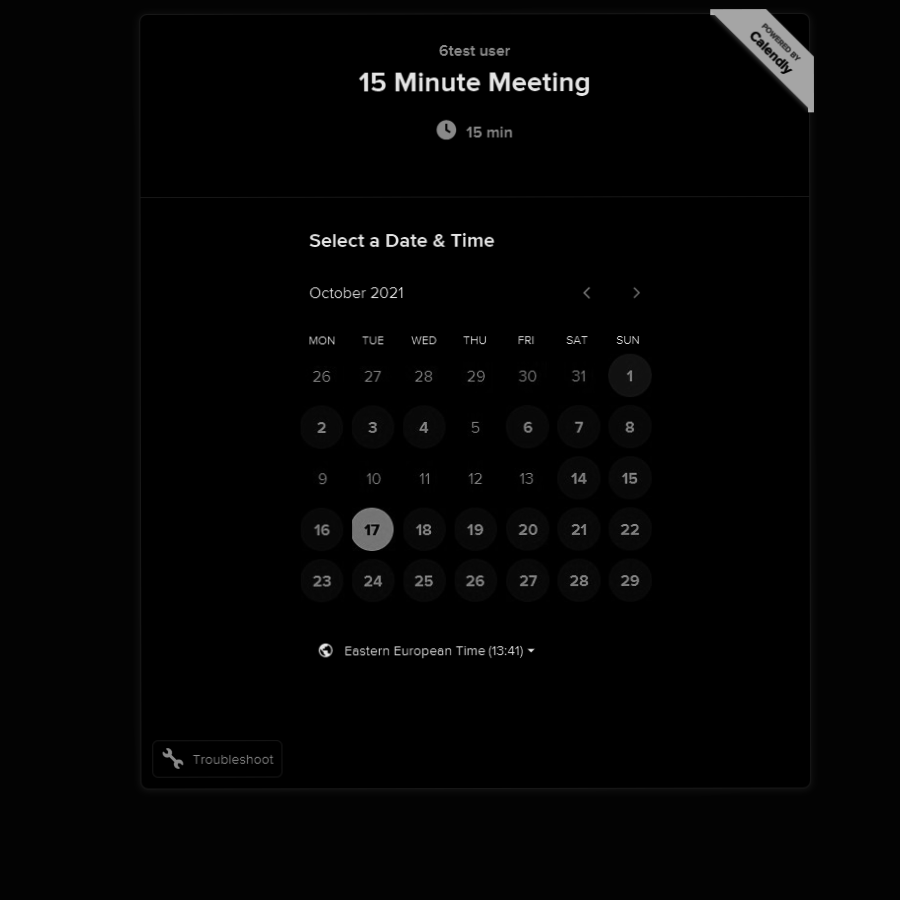 POWERED BY
Calendly
6test user
15 Minute Meeting
15 min
Select a Date & Time
October 2021
MON TUE WED THU FRI SAT SUN
26 27 28 29 30 31 1
2 3 4 5 6 7 8
9 10 11 12 13 14 15
16 17 18 19 20 21 22
23 24 25 26 27 28 29
Eastern European Time (13:41)
Troubleshoot